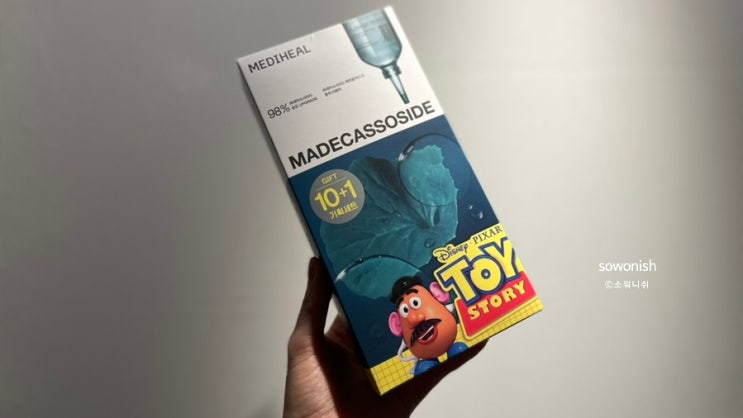 MEDIHEAL
98%
MADECASSOSIDE
GIFT
10+1
기획세트
Disney · PIXAR
TOY
STORY
sowonish
©소워니쉬